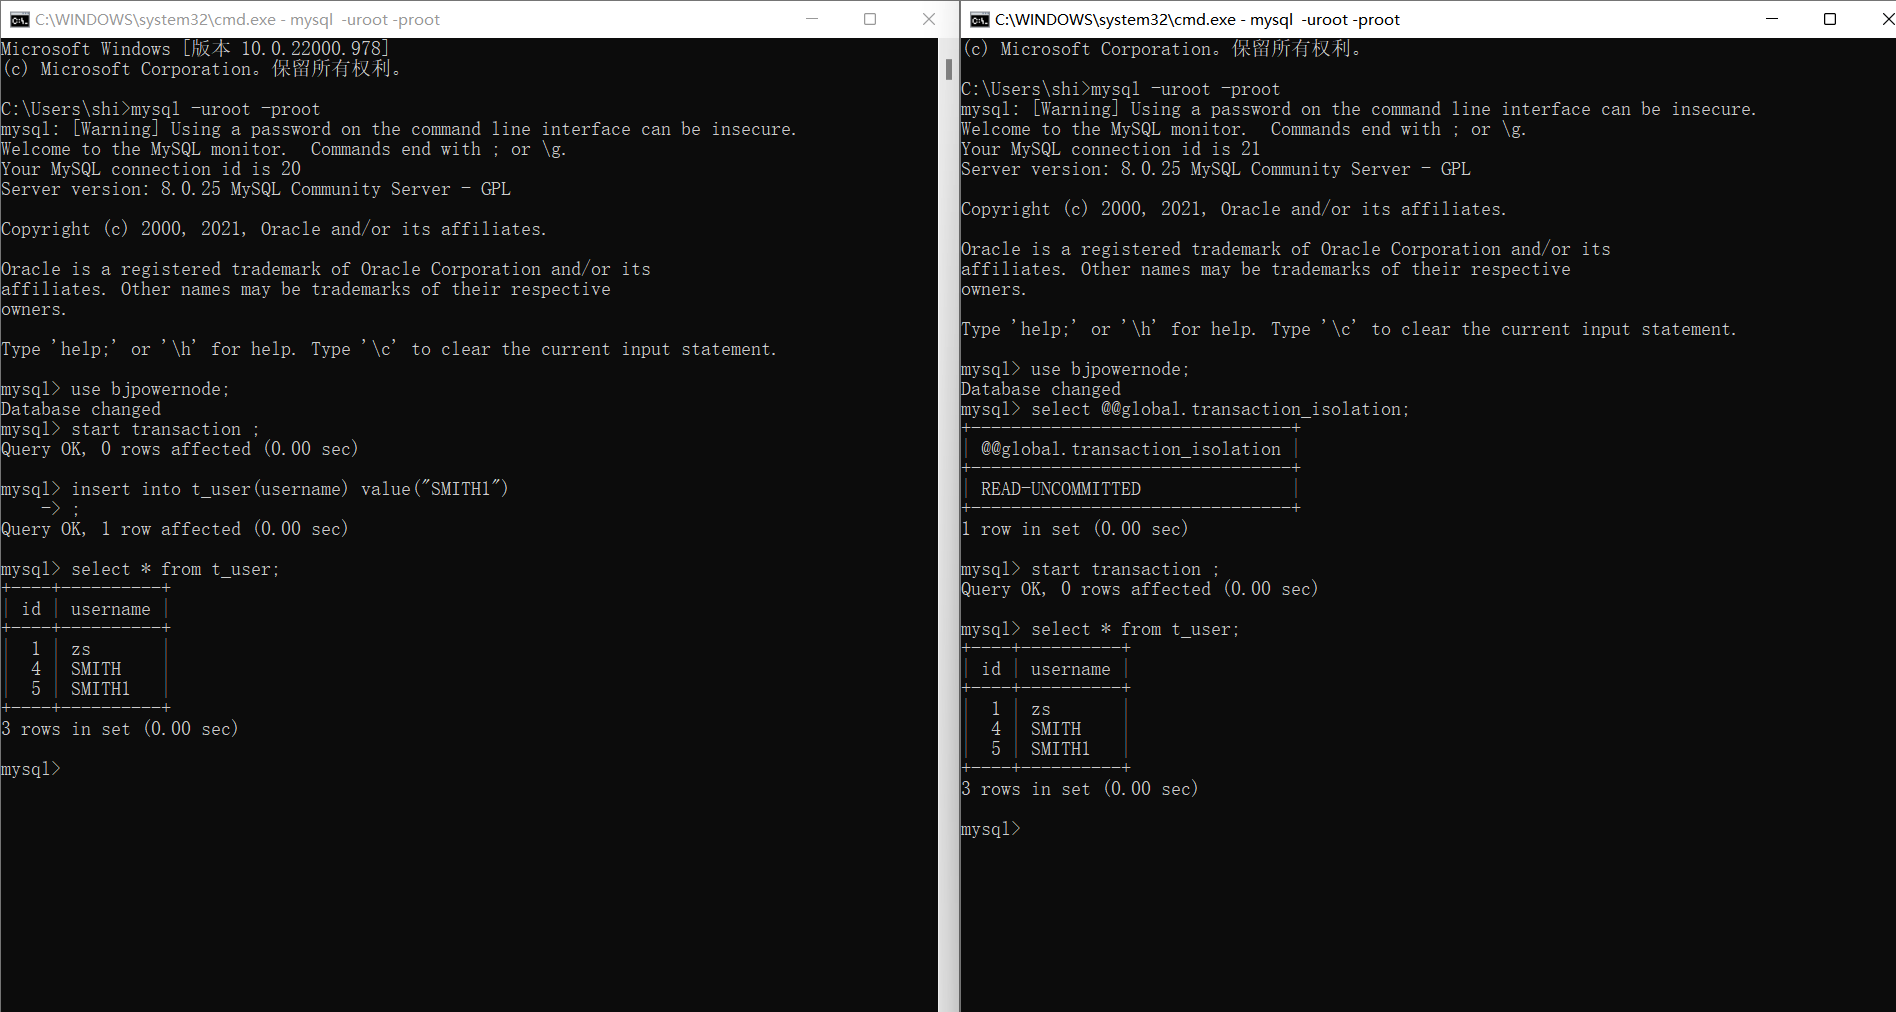 C:\WINDOWS\system32\cmd.exe - mysql  -uroot -proot
Microsoft Windows [版本 10.0.22000.978]
(c) Microsoft Corporation。保留所有权利。
C:\Users\shi>mysql -uroot -proot
mysql: [Warning] Using a password on the command line interface can be insecure.
Welcome to the MySQL monitor.  Commands end with ; or \g.
Your MySQL connection id is 20
Server version: 8.0.25 MySQL Community Server - GPL
Copyright (c) 2000, 2021, Oracle and/or its affiliates.
Oracle is a registered trademark of Oracle Corporation and/or its
affiliates. Other names may be trademarks of their respective
owners.
Type 'help;' or '\h' for help. Type '\c' to clear the current input statement.
mysql> use bjpowernode;
Database changed
mysql> start transaction ;
Query OK, 0 rows affected (0.00 sec)
mysql> insert into t_user(username) value("SMITH1")
    -> ;
Query OK, 1 row affected (0.00 sec)
mysql> select * from t_user;
+----+----------+
| id | username |
+----+----------+
|  1 | zs       |
|  4 | SMITH    |
|  5 | SMITH1   |
+----+----------+
3 rows in set (0.00 sec)
mysql>
C:\WINDOWS\system32\cmd.exe - mysql  -uroot -proot
(c) Microsoft Corporation。保留所有权利。
C:\Users\shi>mysql -uroot -proot
mysql: [Warning] Using a password on the command line interface can be insecure.
Welcome to the MySQL monitor.  Commands end with ; or \g.
Your MySQL connection id is 21
Server version: 8.0.25 MySQL Community Server - GPL
Copyright (c) 2000, 2021, Oracle and/or its affiliates.
Oracle is a registered trademark of Oracle Corporation and/or its
affiliates. Other names may be trademarks of their respective
owners.
Type 'help;' or '\h' for help. Type '\c' to clear the current input statement.
mysql> use bjpowernode;
Database changed
mysql> select @@global.transaction_isolation;
+--------------------------------+
| @@global.transaction_isolation |
+--------------------------------+
| READ-UNCOMMITTED               |
+--------------------------------+
1 row in set (0.00 sec)
mysql> start transaction ;
Query OK, 0 rows affected (0.00 sec)
mysql> select * from t_user;
+----+----------+
| id | username |
+----+----------+
|  1 | zs       |
|  4 | SMITH    |
|  5 | SMITH1   |
+----+----------+
3 rows in set (0.00 sec)
mysql>